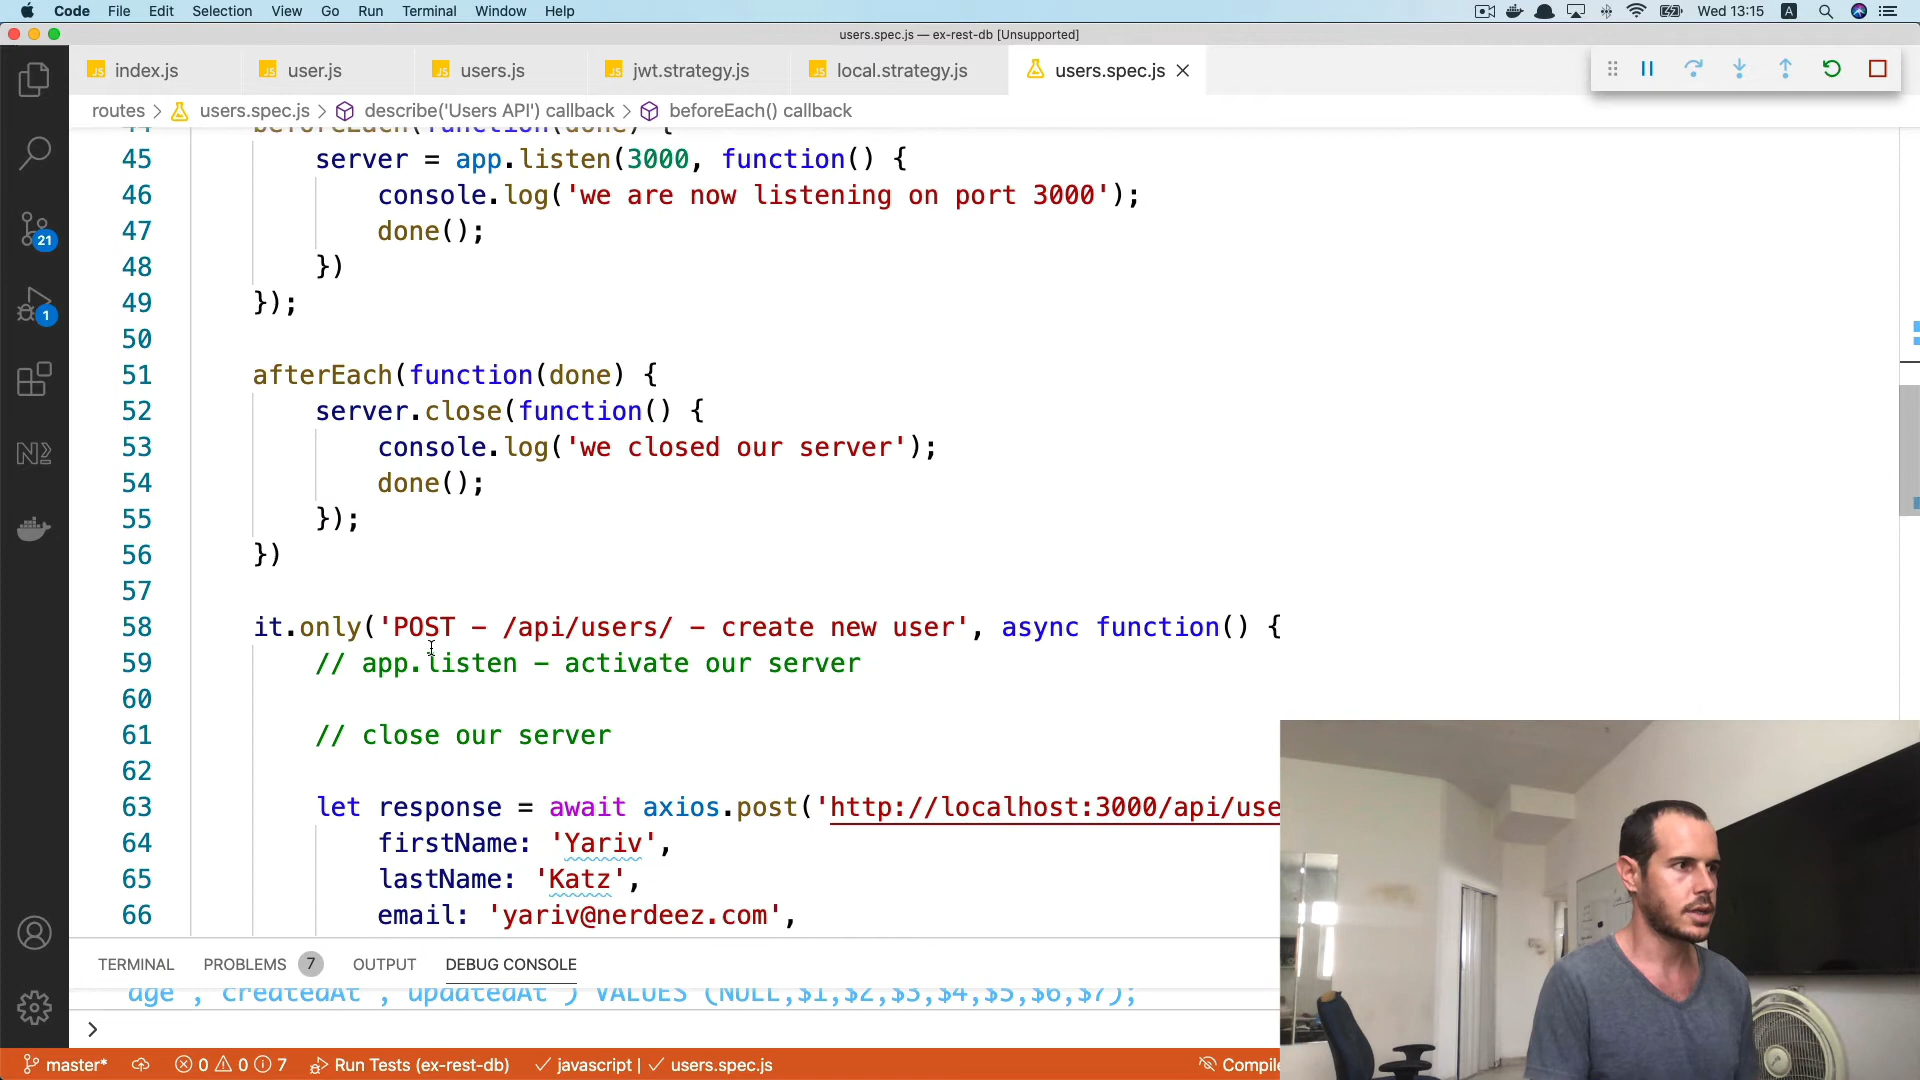 Code File Edit Selection View Go Run Terminal Window Help Wed 13:15 A
users.spec.js — ex-rest-db [Unsupported]
JS index.js JS user.js JS users.js JS jwt.strategy.js JS local.strategy.js users.spec.js
routes > users.spec.js > describe('Users API') callback > beforeEach() callback
44 beforeEach(function(done) {
45 server = app.listen(3000, function() {
46 console.log('we are now listening on port 3000');
47 done();
48 })
49 });
50
51 afterEach(function(done) {
52 server.close(function() {
53 console.log('we closed our server');
54 done();
55 });
56 })
57
58 it.only('POST - /api/users/ - create new user', async function() {
59 // app.listen - activate our server
60
61 // close our server
62
63 let response = await axios.post('http://localhost:3000/api/use
64 firstName: 'Yariv',
65 lastName: 'Katz',
66 email: 'yariv@nerdeez.com',
21
1
TERMINAL PROBLEMS 7 OUTPUT DEBUG CONSOLE
age`,`createdAt`,`updatedAt`) VALUES (NULL,$1,$2,$3,$4,$5,$6,$7);
>
master* 0 0 7 Run Tests (ex-rest-db) javascript | users.spec.js Compile